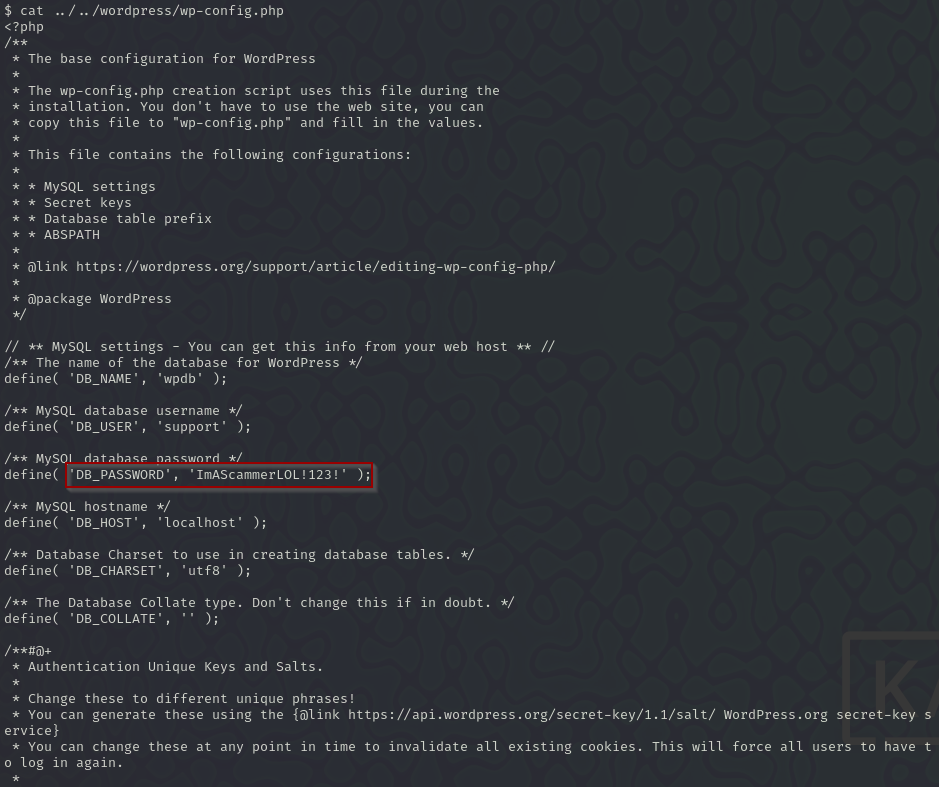 $ cat ../../wordpress/wp-config.php
<?php
/**
 * The base configuration for WordPress
 *
 * The wp-config.php creation script uses this file during the
 * installation. You don't have to use the web site, you can
 * copy this file to "wp-config.php" and fill in the values.
 *
 * This file contains the following configurations:
 *
 * * MySQL settings
 * * Secret keys
 * * Database table prefix
 * * ABSPATH
 *
 * @link https://wordpress.org/support/article/editing-wp-config-php/
 *
 * @package WordPress
 */

// ** MySQL settings - You can get this info from your web host ** //
/** The name of the database for WordPress */
define( 'DB_NAME', 'wpdb' );

/** MySQL database username */
define( 'DB_USER', 'support' );

/** MySQL database password */
define( 'DB_PASSWORD', 'ImAScammerLOL!123!' );

/** MySQL hostname */
define( 'DB_HOST', 'localhost' );

/** Database Charset to use in creating database tables. */
define( 'DB_CHARSET', 'utf8' );

/** The Database Collate type. Don't change this if in doubt. */
define( 'DB_COLLATE', '' );

/**#@+
 * Authentication Unique Keys and Salts.
 *
 * Change these to different unique phrases!
 * You can generate these using the {@link https://api.wordpress.org/secret-key/1.1/salt/ WordPress.org secret-key s
ervice}
 * You can change these at any point in time to invalidate all existing cookies. This will force all users to have t
o log in again.
 *